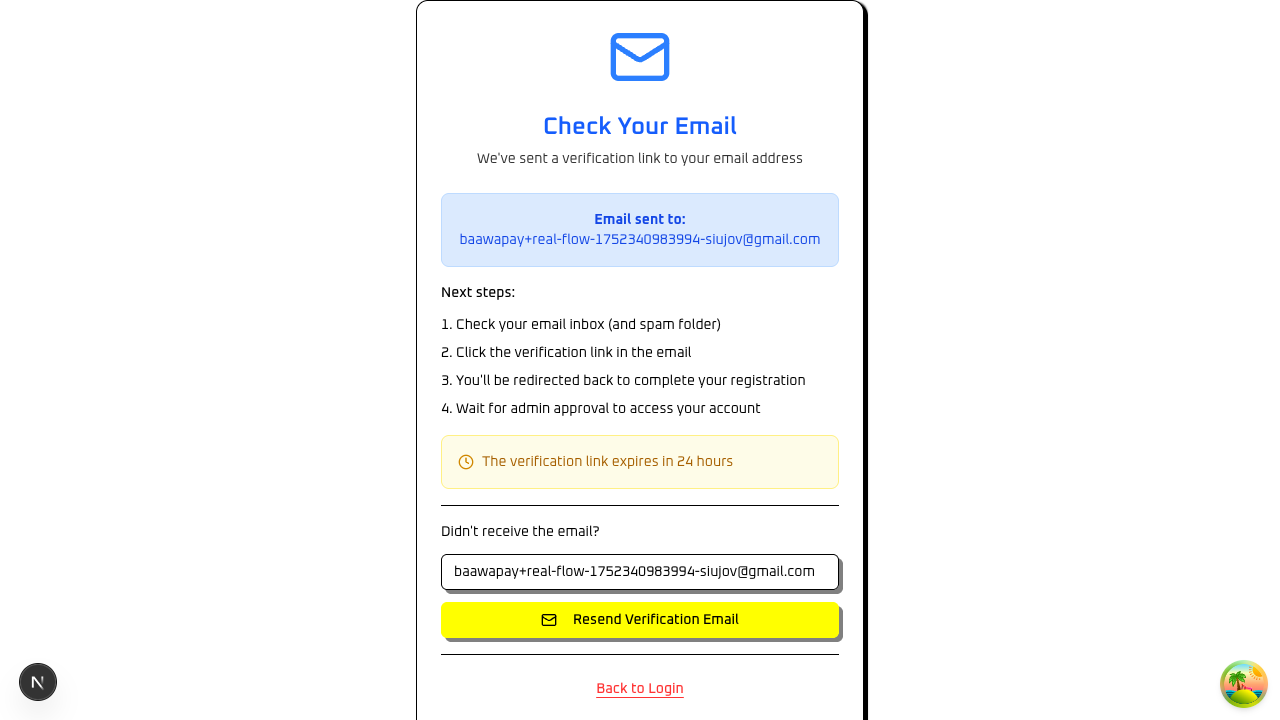 Check Your Email
We've sent a verification link to your email address
Email sent to:
baawapay+real-flow-1752340983994-siujov@gmail.com
Next steps:
1. Check your email inbox (and spam folder)
2. Click the verification link in the email
3. You'll be redirected back to complete your registration
4. Wait for admin approval to access your account
The verification link expires in 24 hours
Didn't receive the email?
baawapay+real-flow-1752340983994-siujov@gmail.com
Resend Verification Email
Back to Login
N